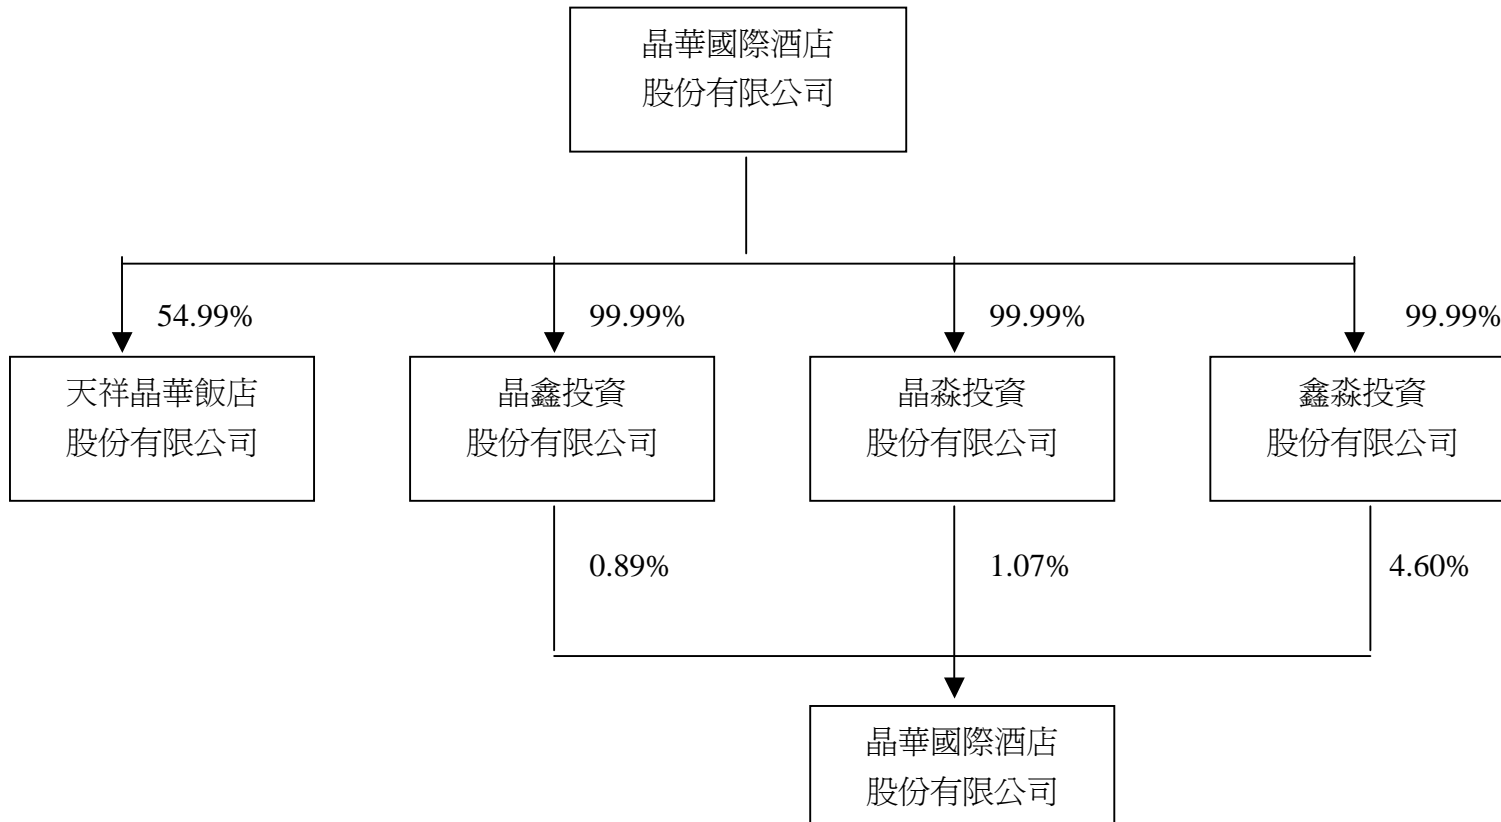 晶華國際酒店
股份有限公司
54.99%
99.99%
99.99%
99.99%
天祥晶華飯店
股份有限公司
晶鑫投資
股份有限公司
晶淼投資
股份有限公司
鑫淼投資
股份有限公司
0.89%
1.07%
4.60%
晶華國際酒店
股份有限公司